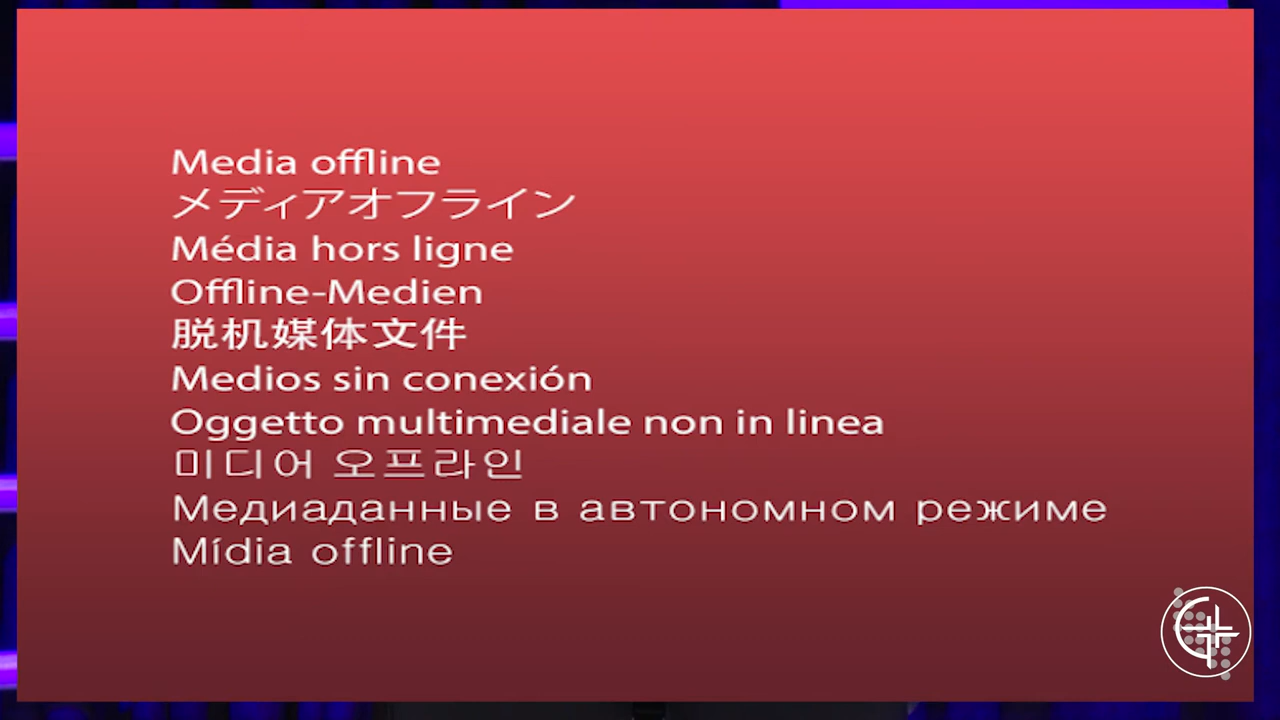 Media offline
メディアオフライン
Média hors ligne
Offline-Medien
脱机媒体文件
Medios sin conexión
Oggetto multimediale non in linea
미디어 오프라인
Медиаданные в автономном режиме
Mídia offline